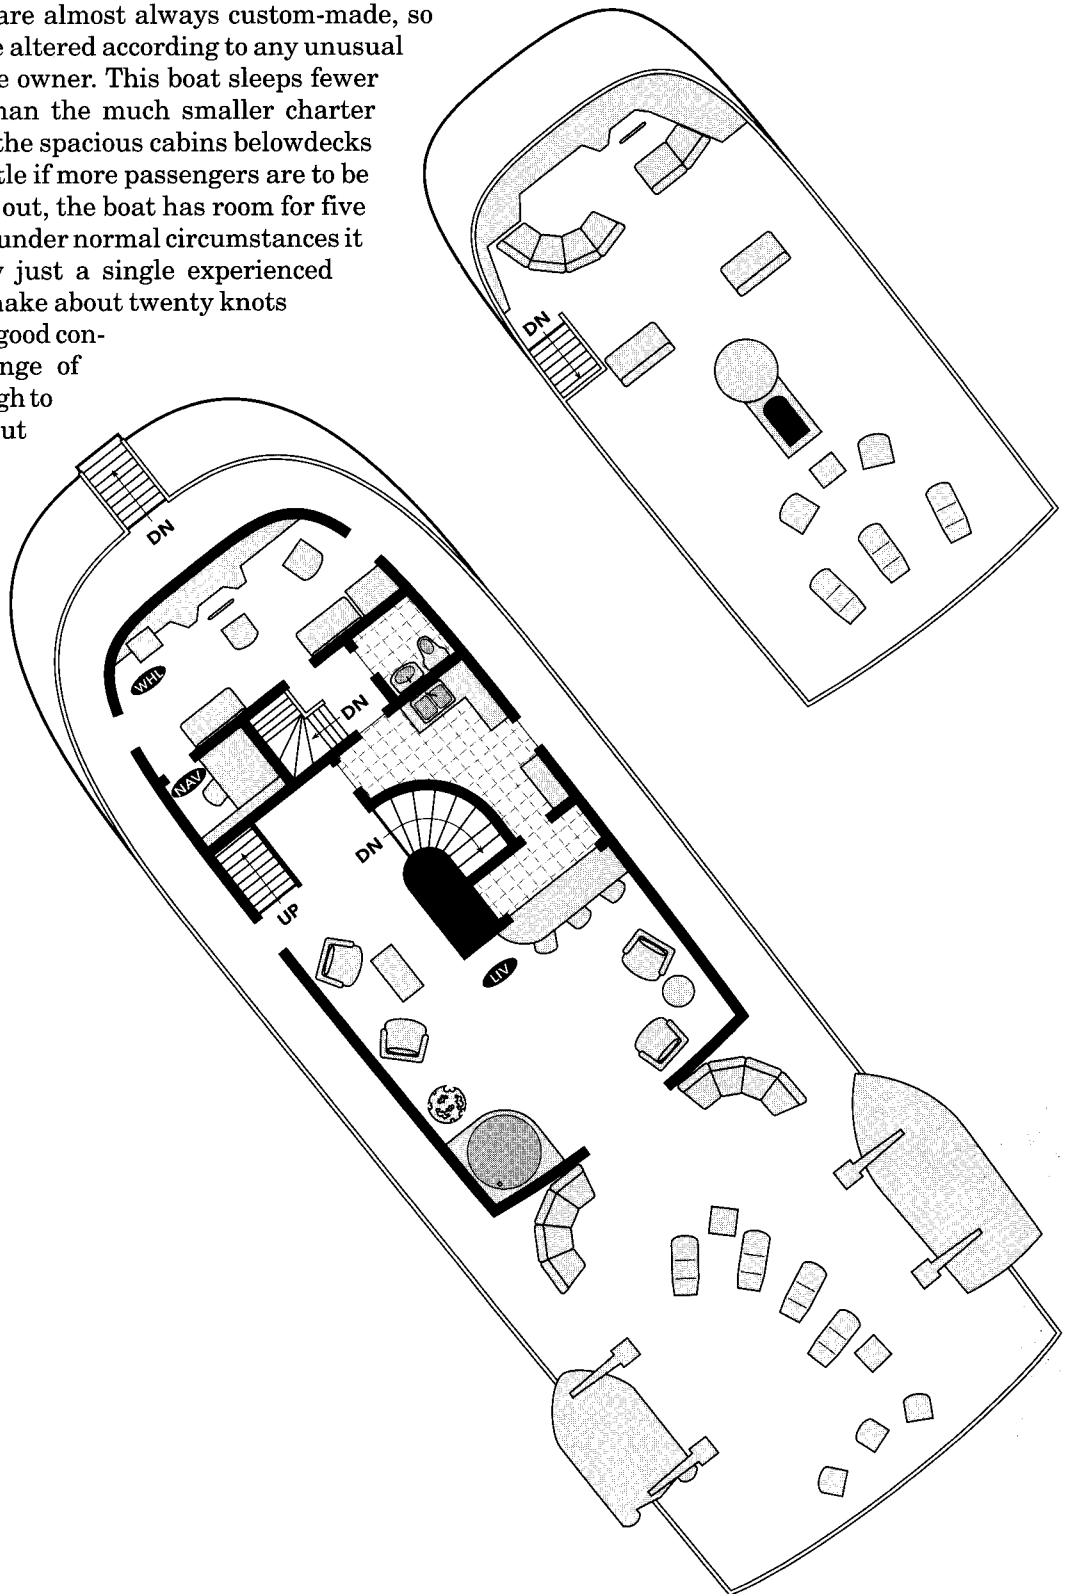 are almost always custom-made, so
e altered according to any unusual
e owner. This boat sleeps fewer
nan the much smaller charter
the spacious cabins belowdecks
tle if more passengers are to be
out, the boat has room for five
under normal circumstances it
y just a single experienced
nake about twenty knots
good con-
nge of
gh to
ut
DN
DN
WHL
DN
NAV
DN
UP
LIV